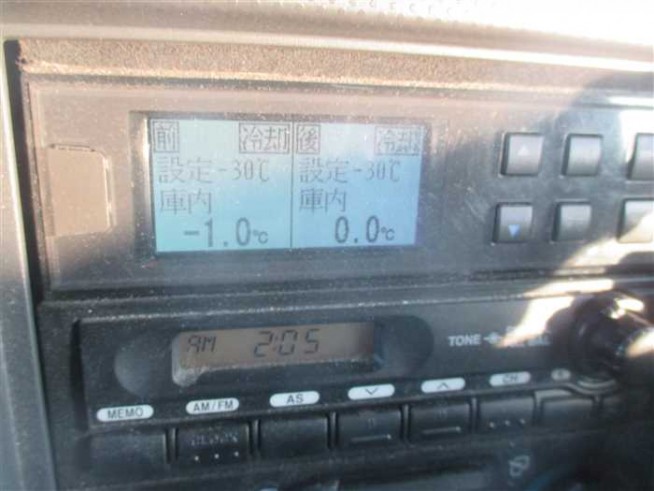 前 冷却 後 冷却
設定-30℃ 設定-30℃
庫内 庫内
-1.0℃ 0.0℃
AM 2:05
TONE
MEMO AM/FM AS CH